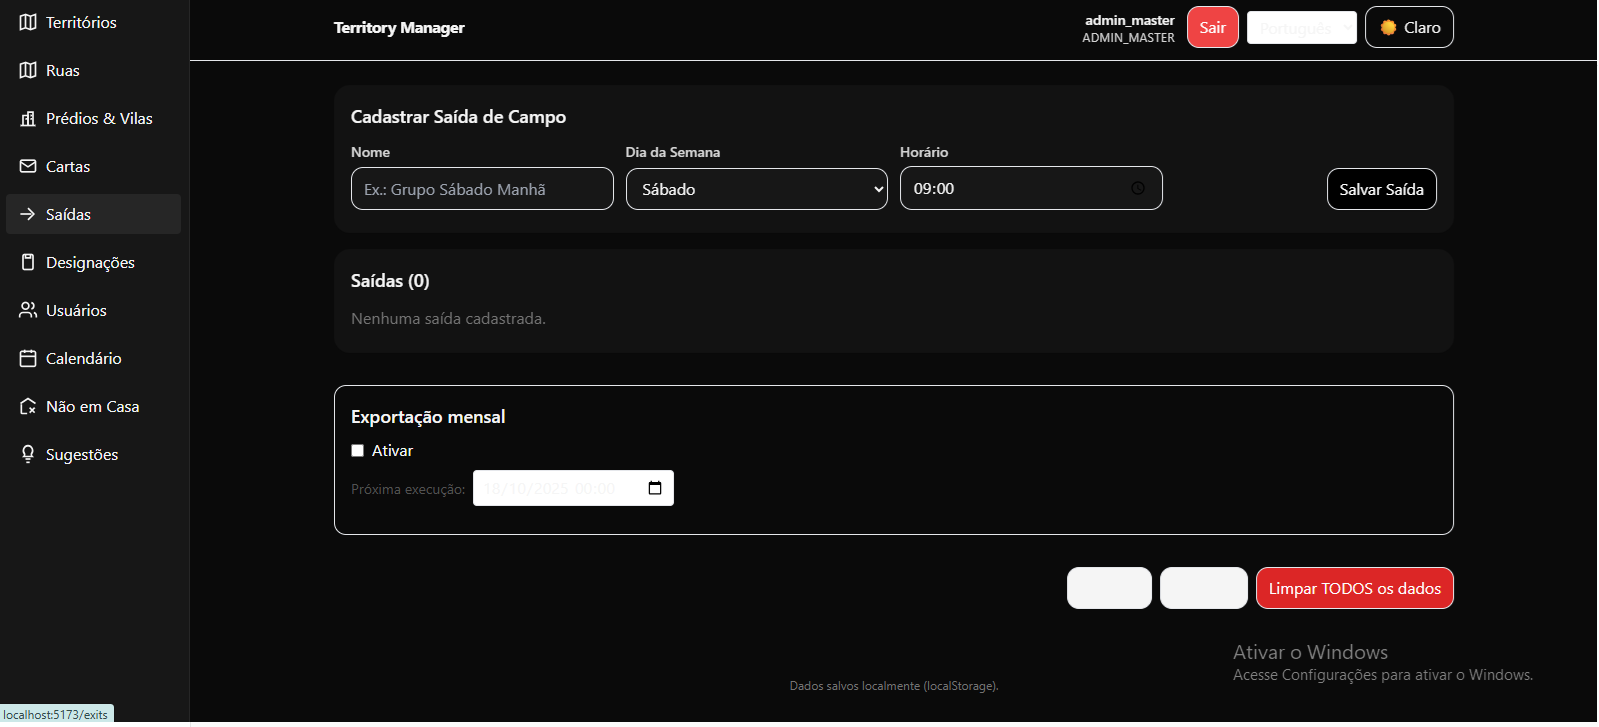 Territórios
Ruas
Prédios & Vilas
Cartas
Saídas
Designações
Usuários
Calendário
Não em Casa
Sugestões
Territory Manager
admin_master
ADMIN_MASTER
Sair
Português
Claro
Cadastrar Saída de Campo
Nome
Dia da Semana
Horário
Ex.: Grupo Sábado Manhã
Sábado
09:00
Salvar Saída
Saídas (0)
Nenhuma saída cadastrada.
Exportação mensal
Ativar
Próxima execução:
18/10/2025 00:00
Limpar TODOS os dados
Ativar o Windows
Acesse Configurações para ativar o Windows.
Dados salvos localmente (localStorage).
localhost:5173/exits